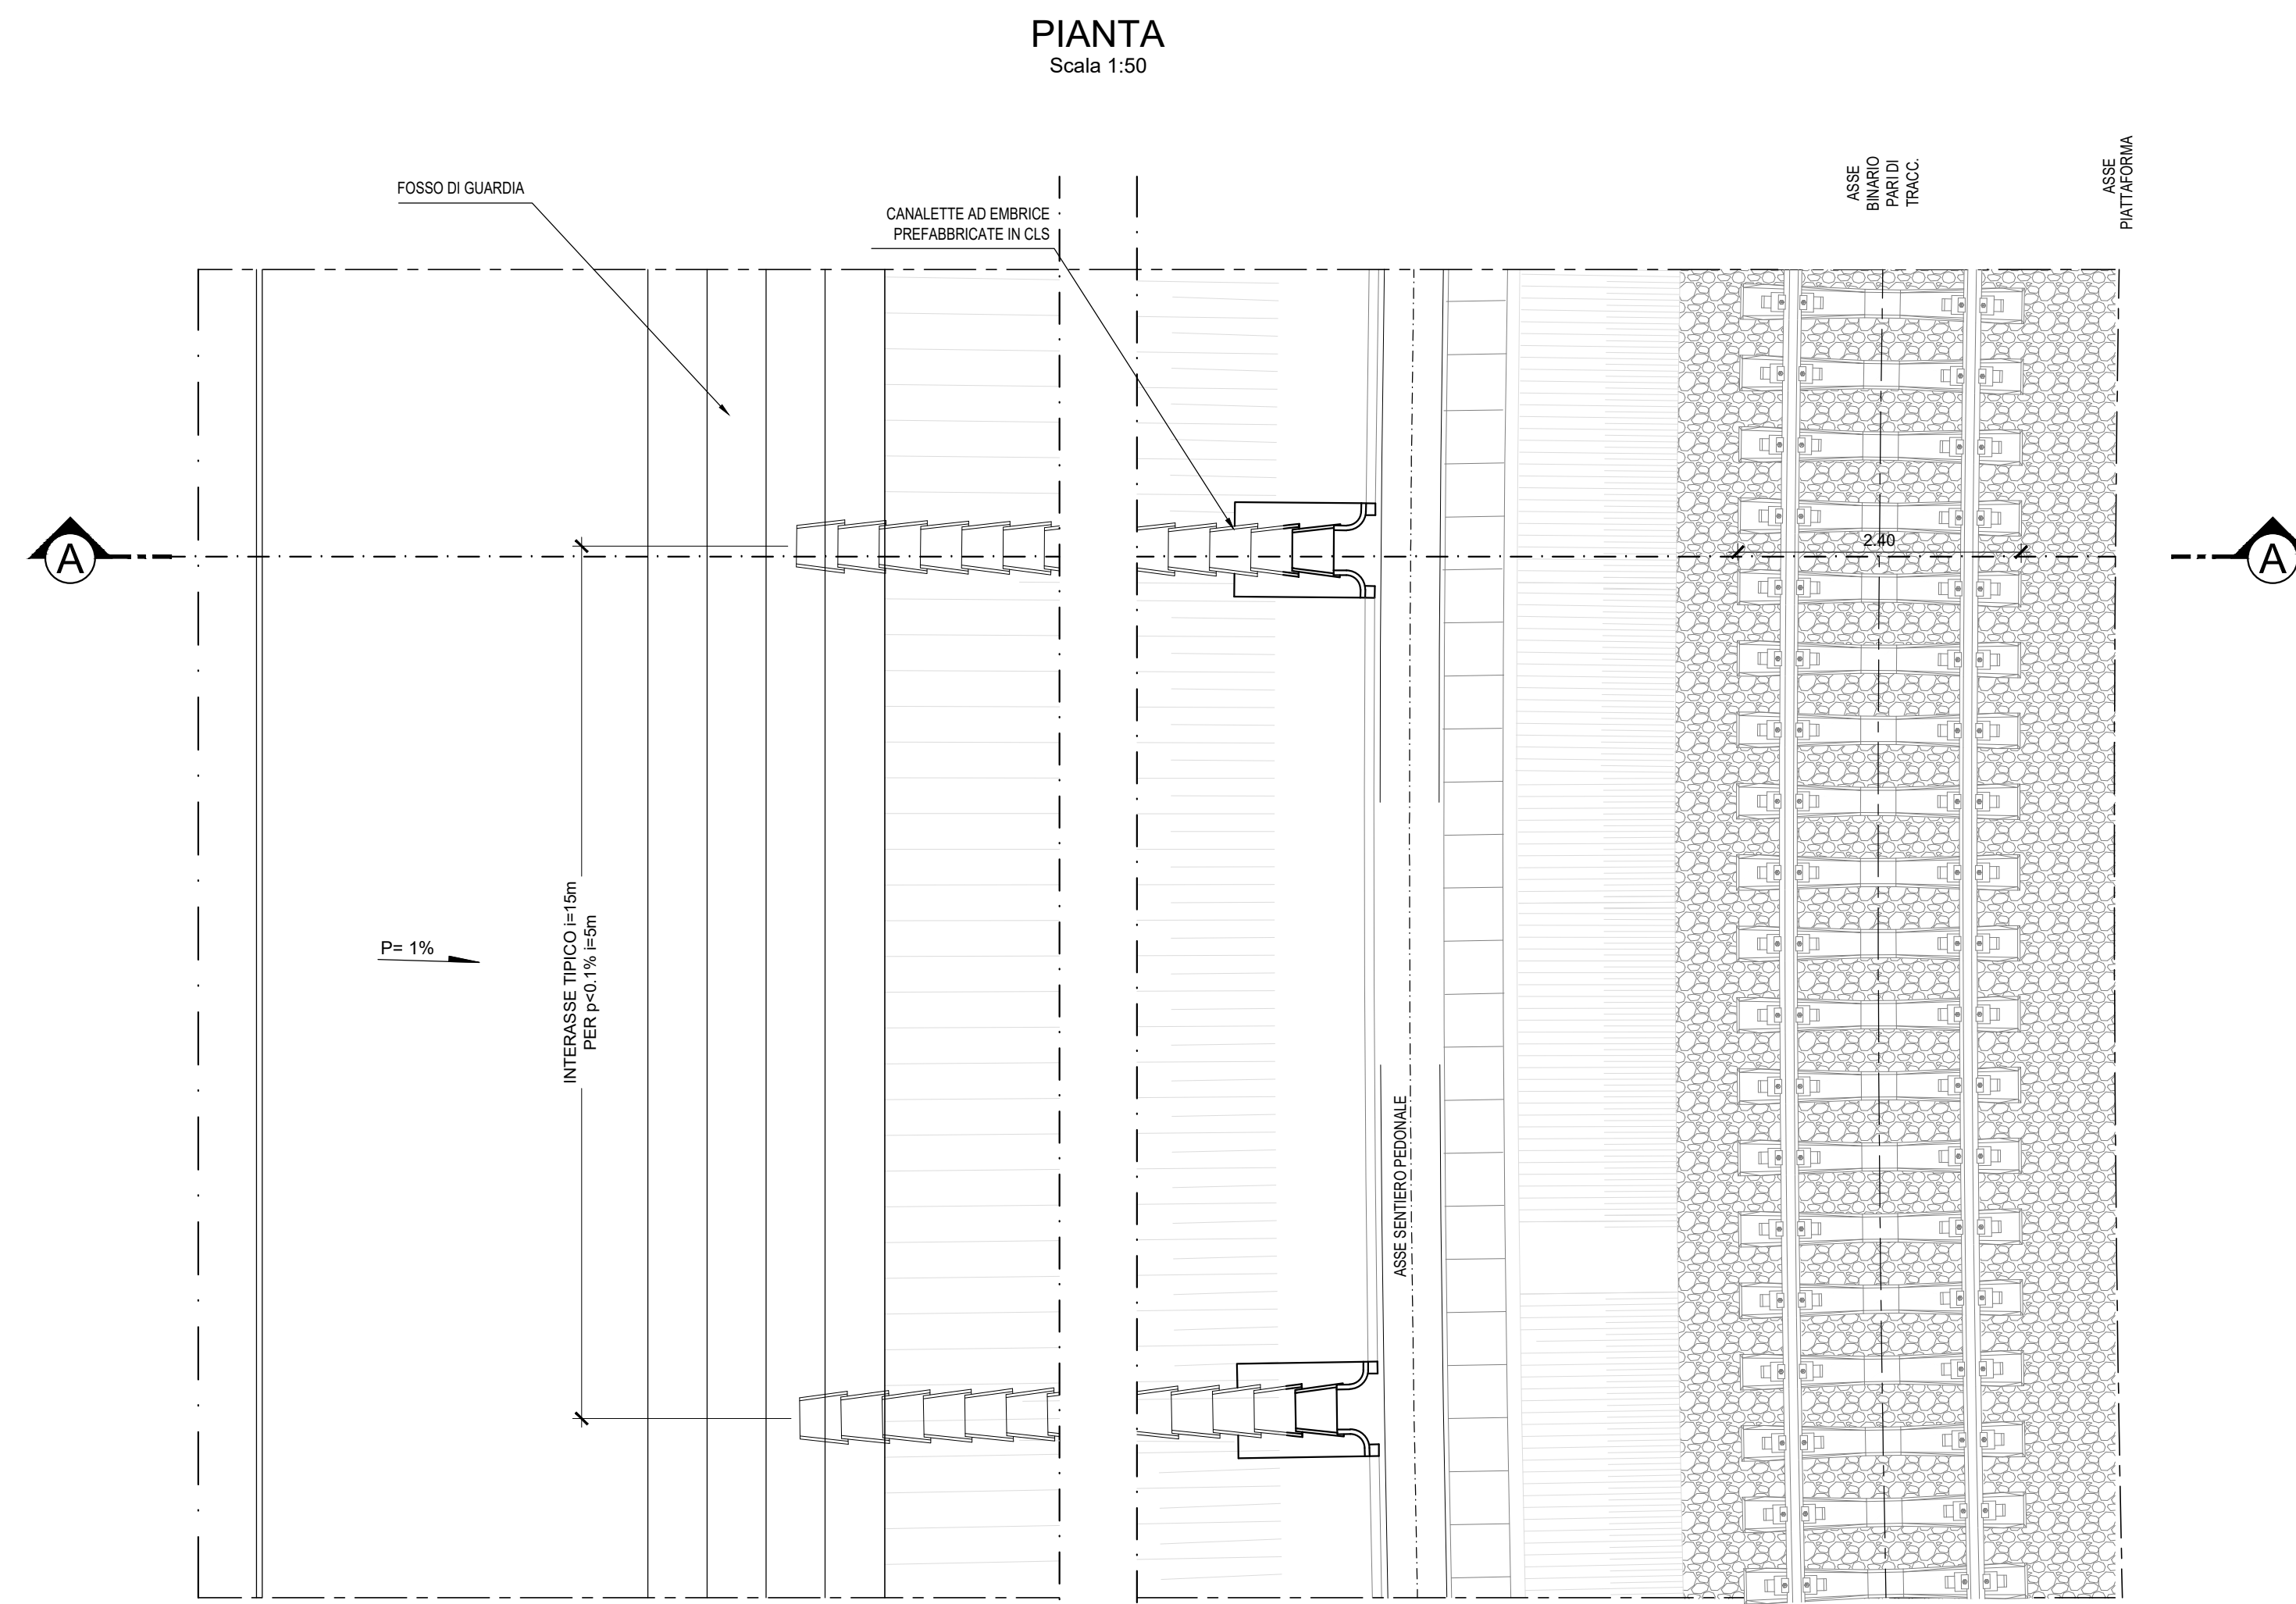 PIANTA
Scala 1:50
ASSE
BINARIO
PARI DI
TRACC.
ASSE
PIATTAFORMA
FOSSO DI GUARDIA
CANALETTE AD EMBRICE
PREFABBRICATE IN CLS
A
2.40
A
INTERASSE TIPICO i=15m
PER p<0.1% i=5m
P= 1%
ASSE SENTIERO PEDONALE